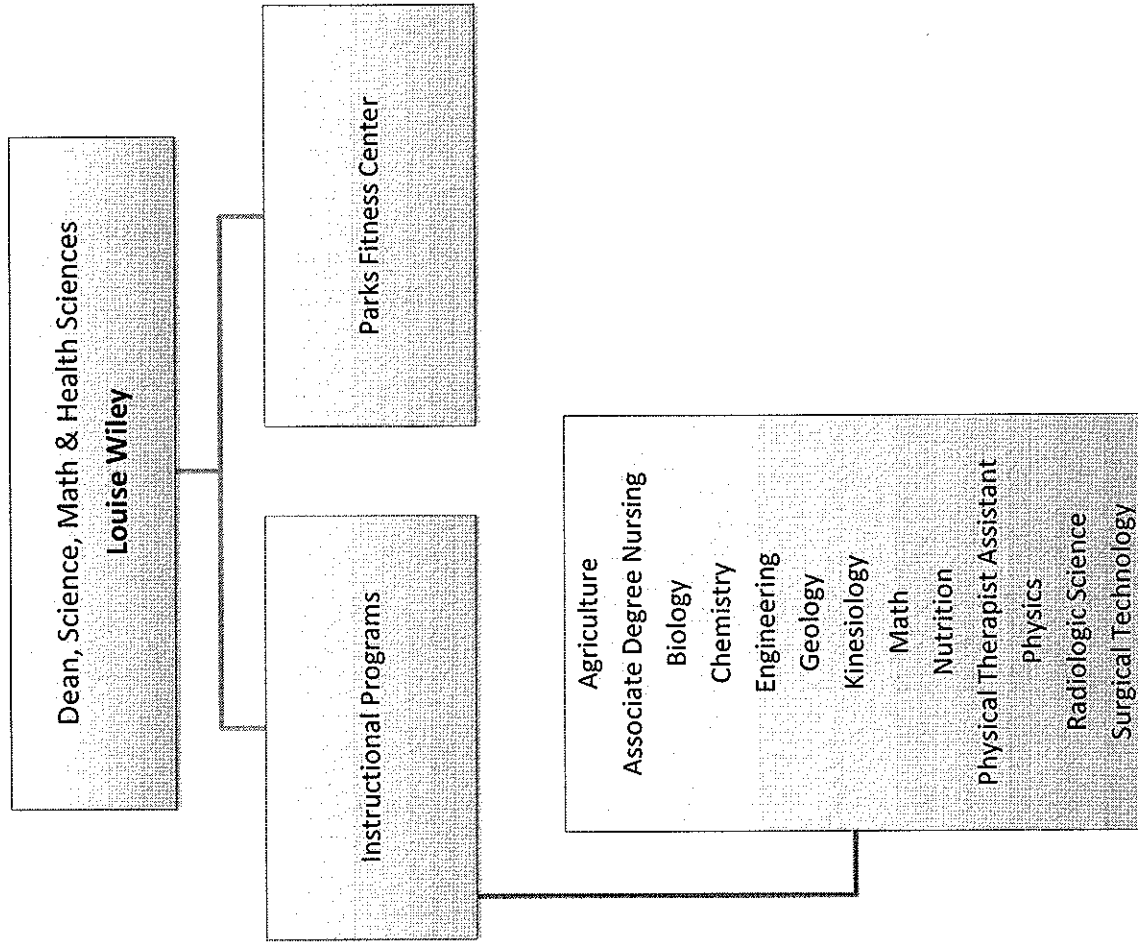 Dean, Science, Math & Health Sciences
Louise Wiley
Instructional Programs
Parks Fitness Center
Agriculture
Associate Degree Nursing
Biology
Chemistry
Engineering
Geology
Kinesiology
Math
Nutrition
Physical Therapist Assistant
Physics
Radiologic Science
Surgical Technology